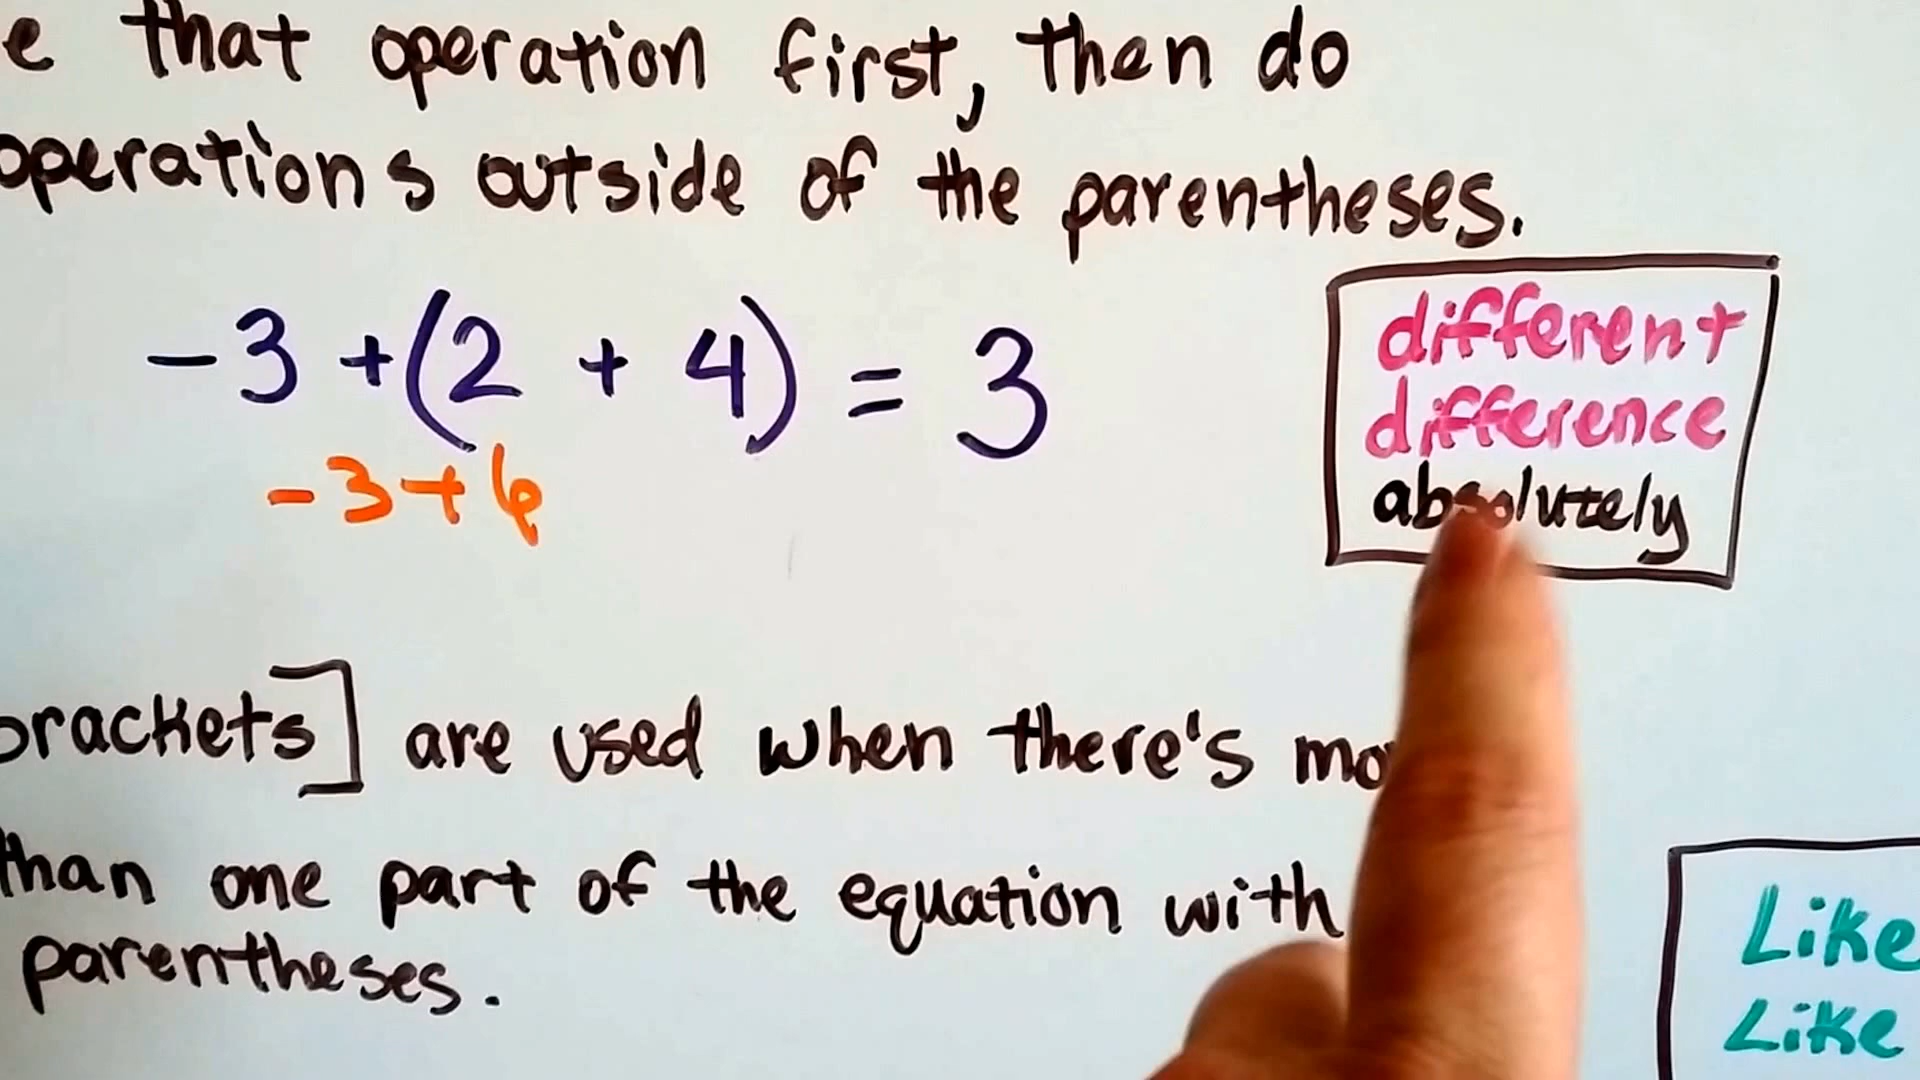 e that operation first, then do
operations outside of the parentheses.
-3 + (2 + 4) = 3
-3+6
different
difference
absolutely
brackets] are used when there's mo
than one part of the equation with
parentheses.
Like
Like